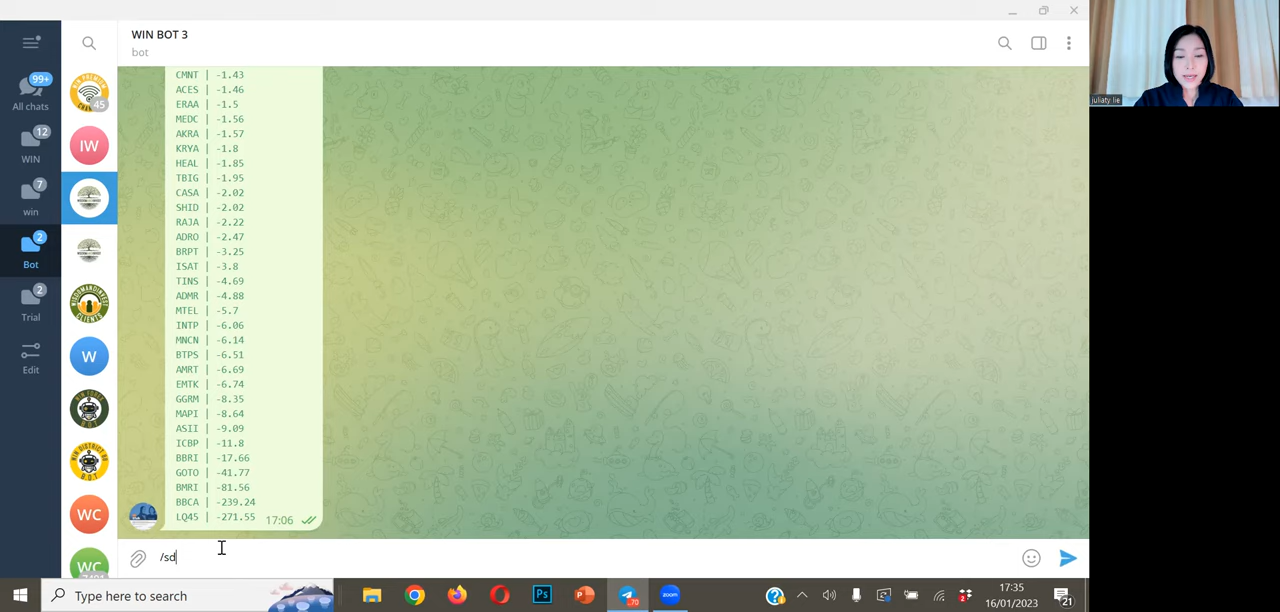 WIN BOT 3
bot
99+
All chats
12
WIN
7
win
2
Bot
2
Trial
Edit
45
IW
W
WC
WC
CMNT | -1.43
ACES | -1.46
ERAA | -1.5
MEDC | -1.56
AKRA | -1.57
KRYA | -1.8
HEAL | -1.85
TBIG | -1.95
CASA | -2.02
SHID | -2.02
RAJA | -2.22
ADRO | -2.47
BRPT | -3.25
ISAT | -3.8
TINS | -4.69
ADMR | -4.88
MTEL | -5.7
INTP | -6.06
MNCN | -6.14
BTPS | -6.51
AMRT | -6.69
EMTK | -6.74
GGRM | -8.35
MAPI | -8.64
ASII | -9.09
ICBP | -11.8
BBRI | -17.66
GOTO | -41.77
BMRI | -81.56
BBCA | -239.24
LQ45 | -271.55
17:06
/sd
juliaty lie
Type here to search
Ps
70
zoom
17:35
16/01/2023
21